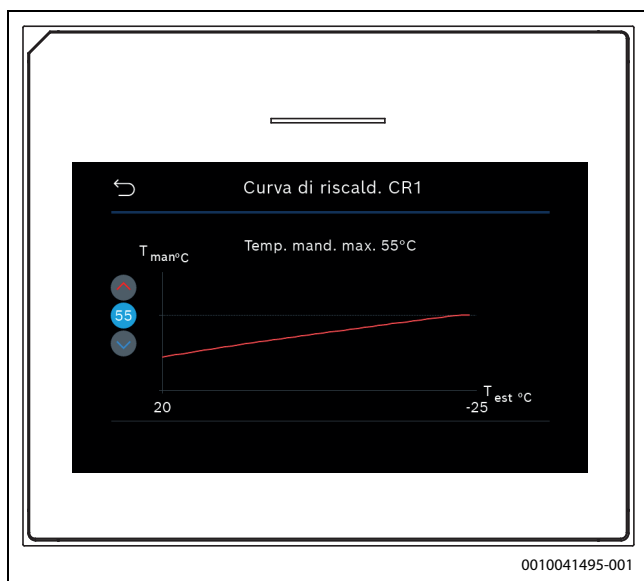 Curva di riscald. CR1
Temp. mand. max. 55°C
T man°C
55
20
-25
T est °C
0010041495-001